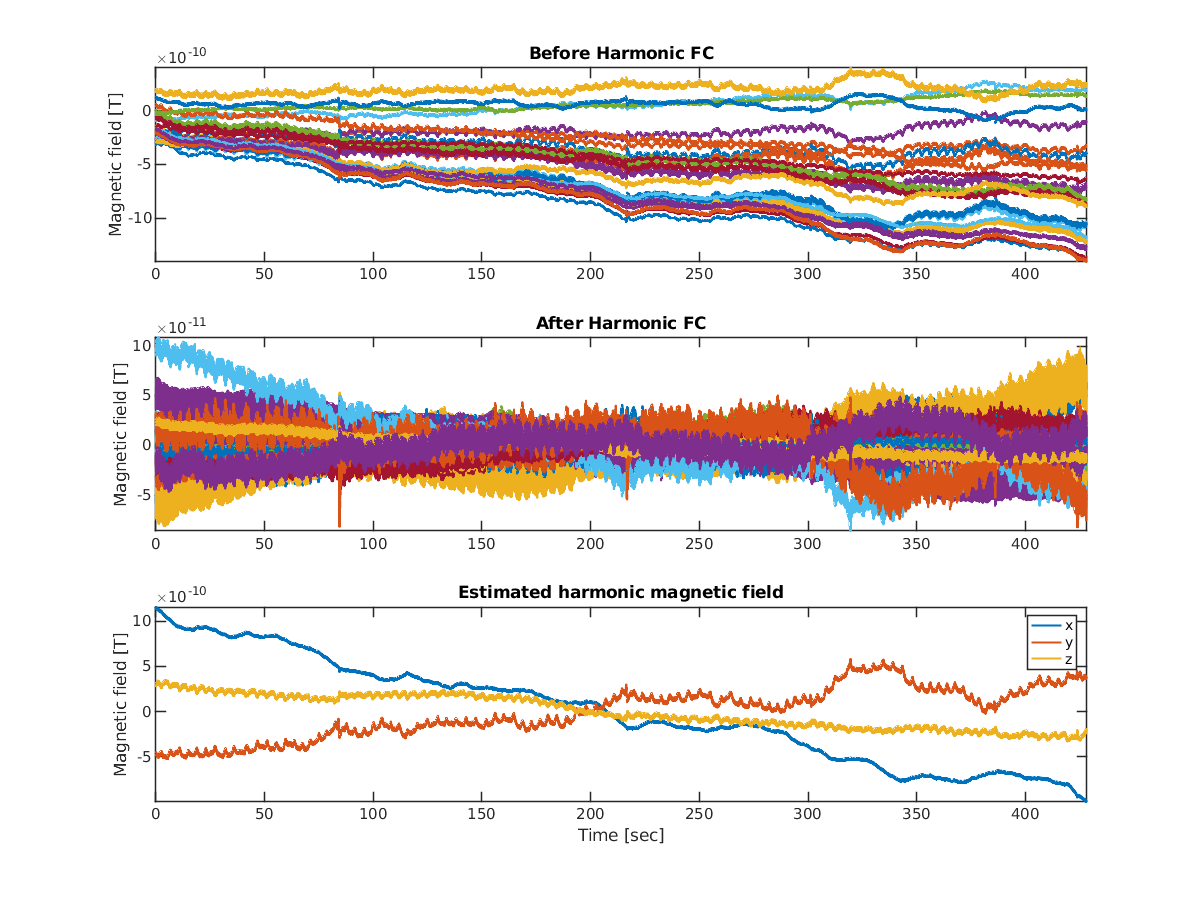 Before Harmonic FC
×10-10
Magnetic field [T]
0
-5
-10
0 50 100 150 200 250 300 350 400
After Harmonic FC
×10-11
Magnetic field [T]
10
5
0
-5
0 50 100 150 200 250 300 350 400
Estimated harmonic magnetic field
×10-10
Magnetic field [T]
10
5
0
-5
x
y
z
0 50 100 150 200 250 300 350 400
Time [sec]